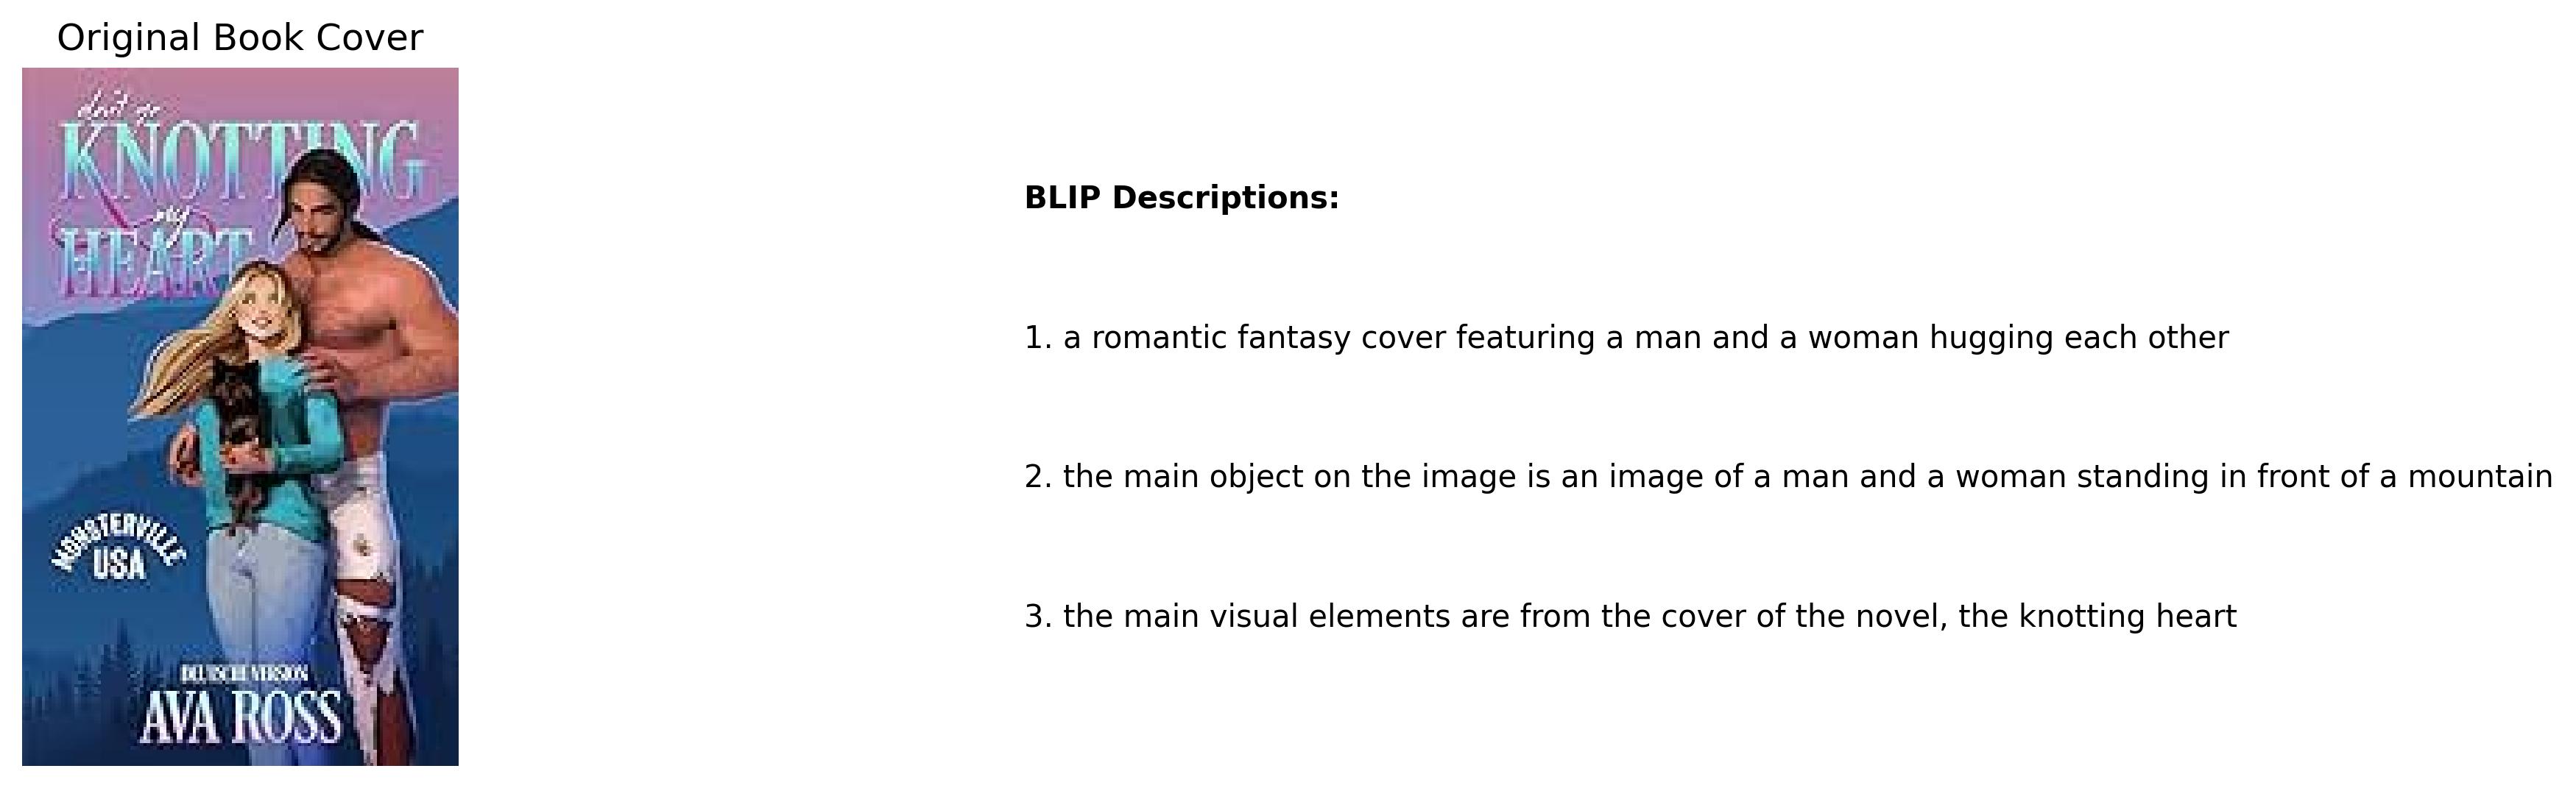 Original Book Cover
don't go
KNOTTING
my
HEART
MONSTERVILLE
USA
DEUTSCHE VERSION
AVA ROSS
BLIP Descriptions:
1. a romantic fantasy cover featuring a man and a woman hugging each other
2. the main object on the image is an image of a man and a woman standing in front of a mountain
3. the main visual elements are from the cover of the novel, the knotting heart